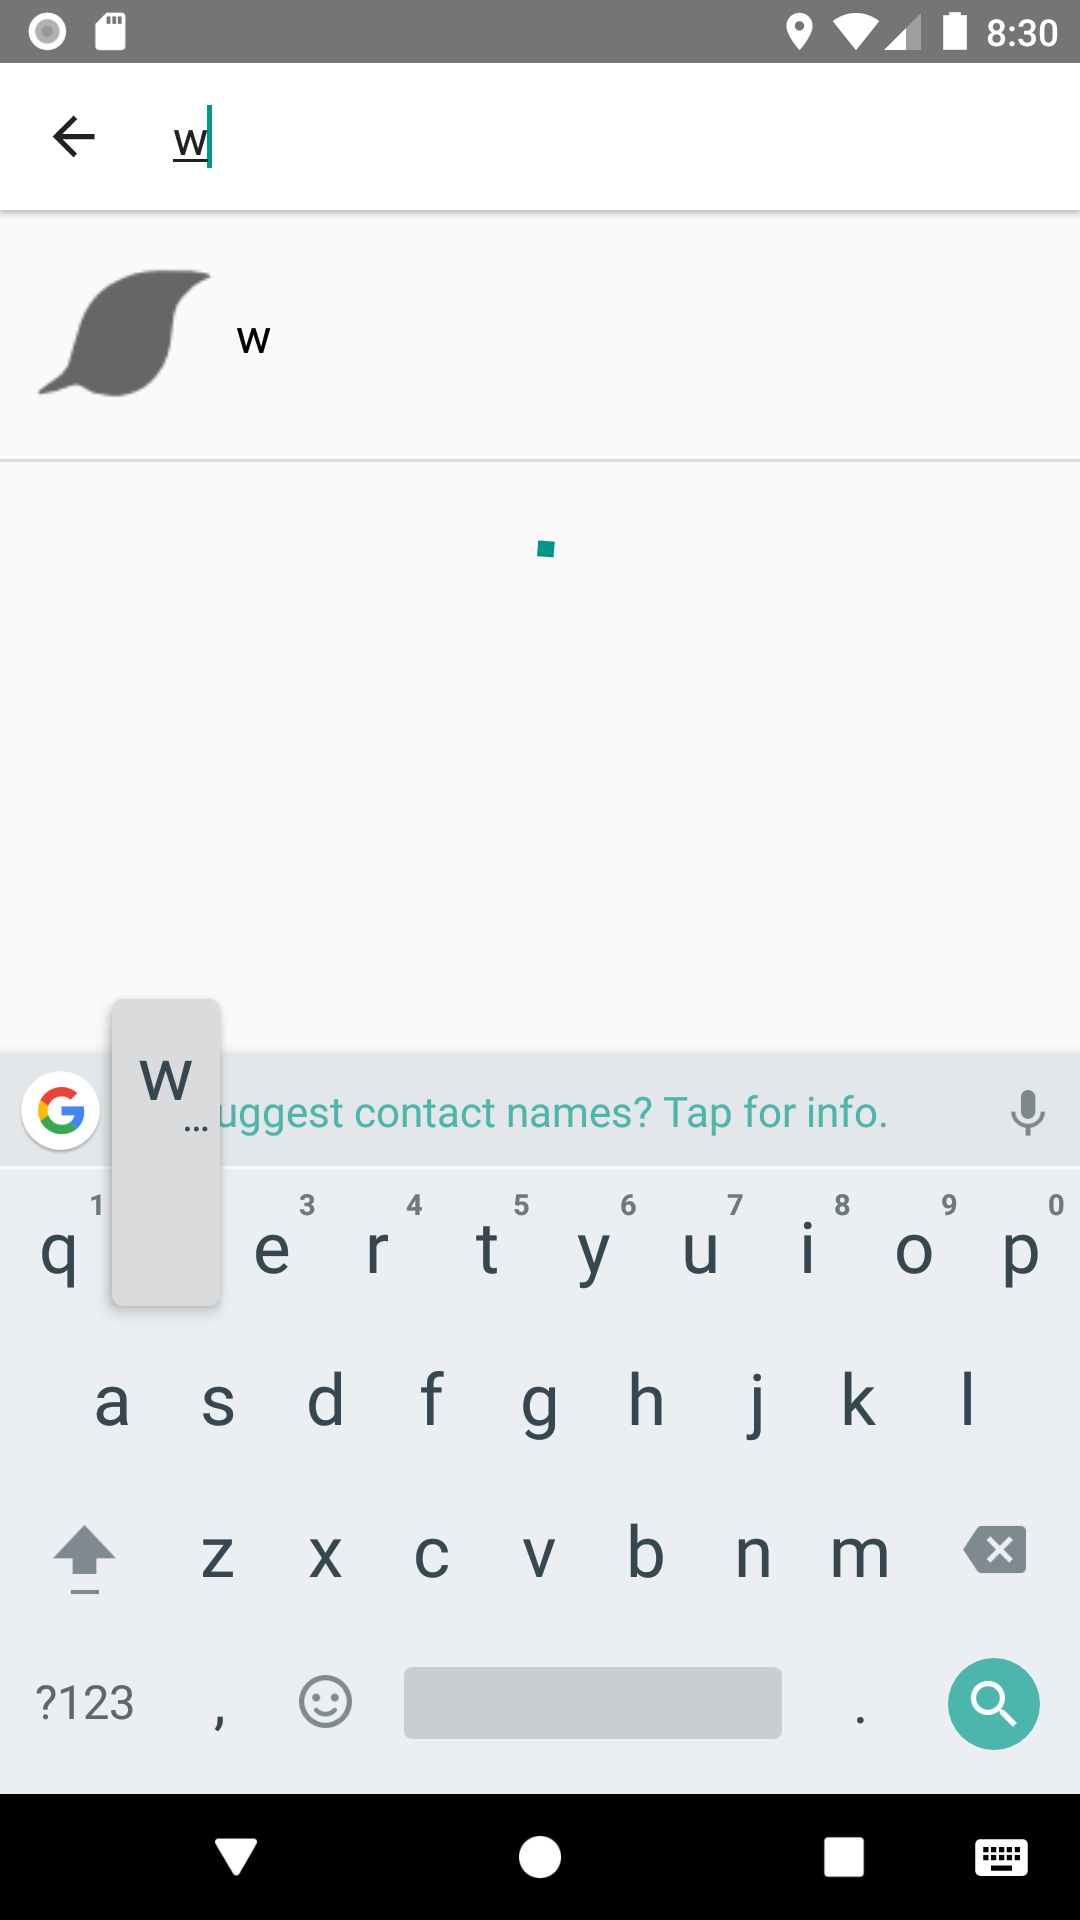 8:30
w
w
w
...
uggest contact names? Tap for info.
1 3 4 5 6 7 8 9 0
q e r t y u i o p
a s d f g h j k l
z x c v b n m
?123 , .